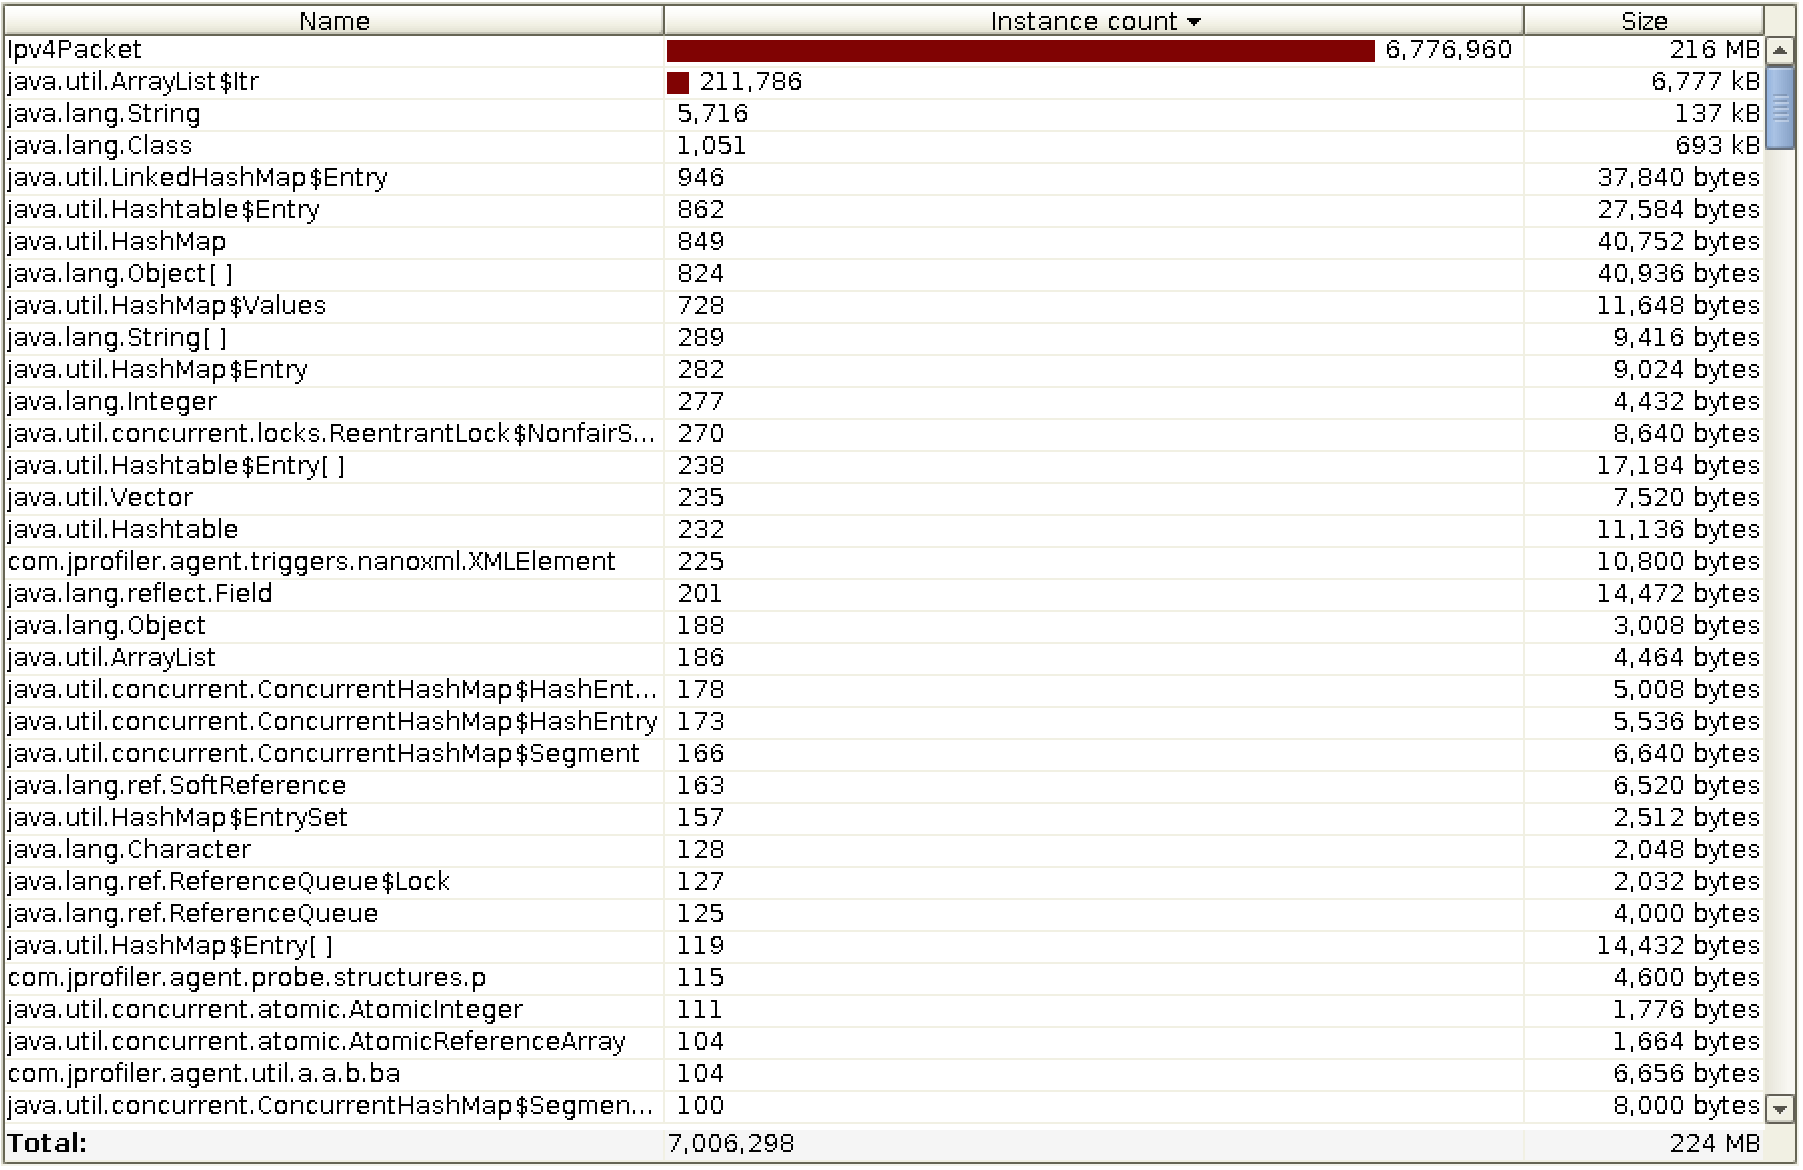 Name Instance count Size
Ipv4Packet 6,776,960 216 MB
java.util.ArrayList$Itr 211,786 6,777 kB
java.lang.String 5,716 137 kB
java.lang.Class 1,051 693 kB
java.util.LinkedHashMap$Entry 946 37,840 bytes
java.util.Hashtable$Entry 862 27,584 bytes
java.util.HashMap 849 40,752 bytes
java.lang.Object[ ] 824 40,936 bytes
java.util.HashMap$Values 728 11,648 bytes
java.lang.String[ ] 289 9,416 bytes
java.util.HashMap$Entry 282 9,024 bytes
java.lang.Integer 277 4,432 bytes
java.util.concurrent.locks.ReentrantLock$NonfairS... 270 8,640 bytes
java.util.Hashtable$Entry[ ] 238 17,184 bytes
java.util.Vector 235 7,520 bytes
java.util.Hashtable 232 11,136 bytes
com.jprofiler.agent.triggers.nanoxml.XMLElement 225 10,800 bytes
java.lang.reflect.Field 201 14,472 bytes
java.lang.Object 188 3,008 bytes
java.util.ArrayList 186 4,464 bytes
java.util.concurrent.ConcurrentHashMap$HashEnt... 178 5,008 bytes
java.util.concurrent.ConcurrentHashMap$HashEntry 173 5,536 bytes
java.util.concurrent.ConcurrentHashMap$Segment 166 6,640 bytes
java.lang.ref.SoftReference 163 6,520 bytes
java.util.HashMap$EntrySet 157 2,512 bytes
java.lang.Character 128 2,048 bytes
java.lang.ref.ReferenceQueue$Lock 127 2,032 bytes
java.lang.ref.ReferenceQueue 125 4,000 bytes
java.util.HashMap$Entry[ ] 119 14,432 bytes
com.jprofiler.agent.probe.structures.p 115 4,600 bytes
java.util.concurrent.atomic.AtomicInteger 111 1,776 bytes
java.util.concurrent.atomic.AtomicReferenceArray 104 1,664 bytes
com.jprofiler.agent.util.a.a.b.ba 104 6,656 bytes
java.util.concurrent.ConcurrentHashMap$Segmen... 100 8,000 bytes
Total: 7,006,298 224 MB